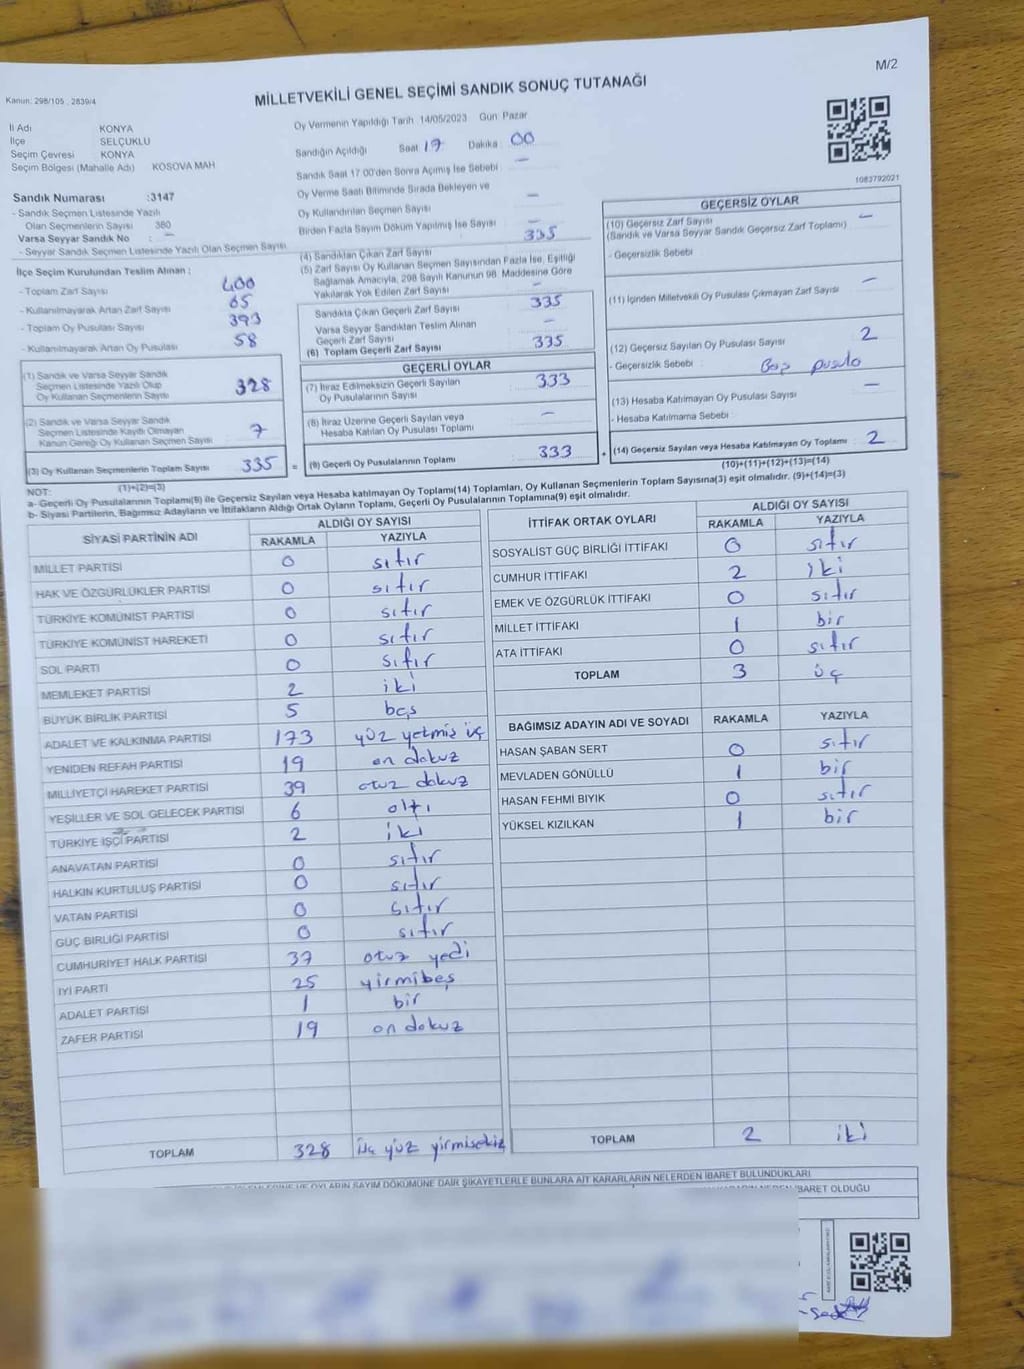 M/2
Kanun: 298/105 , 2839/4
MİLLETVEKİLİ GENEL SEÇİMİ SANDIK SONUÇ TUTANAĞI
İl Adı KONYA
İlçe SELÇUKLU
Seçim Çevresi KONYA
Seçim Bölgesi (Mahalle Adı) KOSOVA MAH
Oy Vermenin Yapıldığı Tarih :14/05/2023 Gün: Pazar
Sandığın Açıldığı Saat 17 Dakika 00
Sandık Saat 17:00'den Sonra Açımış İse Sebebi –
Oy Verme Saati Bitiminde Sırada Bekleyen ve
Oy Kullandırılan Seçmen Sayısı –
Birden Fazla Sayım Döküm Yapılmış İse Sayısı –
1083792021
Sandık Numarası :3147
- Sandık Seçmen Listesinde Yazılı
Olan Seçmenlerin Sayısı 380
Varsa Seyyar Sandık No : –
- Seyyar Sandık Seçmen Listesinde Yazılı Olan Seçmen Sayısı
İlçe Seçim Kurulundan Teslim Alınan :
- Toplam Zarf Sayısı 400
- Kullanılmayarak Artan Zarf Sayısı 65
- Toplam Oy Pusulası Sayısı 393
- Kullanılmayarak Artan Oy Pusulası 58
(1) Sandık ve Varsa Seyyar Sandık
Seçmen Listesinde Yazılı Olup
Oy Kullanan Seçmenlerin Sayısı 328
(2) Sandık ve Varsa Seyyar Sandık
Seçmen Listesinde Kayıtlı Olmayan
Kanun Gereği Oy Kullanan Seçmen Sayısı 7
(3) Oy Kullanan Seçmenlerin Toplam Sayısı 335 =
(1)+(2)=(3)
(4) Sandıktan Çıkan Zarf Sayısı 335
(5) Zarf Sayısı Oy Kullanan Seçmen Sayısından Fazla İse, Eşitliği
Sağlamak Amacıyla, 298 Sayılı Kanunun 98. Maddesine Göre
Yakılarak Yok Edilen Zarf Sayısı –
Sandıkta Çıkan Geçerli Zarf Sayısı 335
Varsa Seyyar Sandıktan Teslim Alınan
Geçerli Zarf Sayısı –
(6) Toplam Geçerli Zarf Sayısı 335
GEÇERLİ OYLAR
(7) İtiraz Edilmeksizin Geçerli Sayılan
Oy Pusulalarının Sayısı 333
(8) İtiraz Üzerine Geçerli Sayılan veya
Hesaba Katılan Oy Pusulası Toplamı –
(9) Geçerli Oy Pusulalarının Toplamı 333 +
GEÇERSİZ OYLAR
(10) Geçersiz Zarf Sayısı –
(Sandık ve Varsa Seyyar Sandık Geçersiz Zarf Toplamı)
- Geçersizlik Sebebi
(11) İçinden Milletvekili Oy Pusulası Çıkmayan Zarf Sayısı –
(12) Geçersiz Sayılan Oy Pusulası Sayısı 2
- Geçersizlik Sebebi : Boş pusula
(13) Hesaba Katılmayan Oy Pusulası Sayısı –
- Hesaba Katılmama Sebebi :
(14) Geçersiz Sayılan veya Hesaba Katılmayan Oy Toplamı 2
(10)+(11)+(12)+(13)=(14)
NOT:
a- Geçerli Oy Pusulalarının Toplamı(9) ile Geçersiz Sayılan veya Hesaba katılmayan Oy Toplamı(14) Toplamları, Oy Kullanan Seçmenlerin Toplam Sayısına(3) eşit olmalıdır. (9)+(14)=(3)
b- Siyasi Partilerin, Bağımsız Adayların ve İttifakların Aldığı Ortak Oyların Toplamı, Geçerli Oy Pusulalarının Toplamına(9) eşit olmalıdır.
SİYASİ PARTİNİN ADI ALDIĞI OY SAYISI
RAKAMLA YAZIYLA
MİLLET PARTİSİ 0 sıfır
HAK VE ÖZGÜRLÜKLER PARTİSİ 0 sıfır
TÜRKİYE KOMÜNİST PARTİSİ 0 sıfır
TÜRKİYE KOMÜNİST HAREKETİ 0 sıfır
SOL PARTİ 0 sıfır
MEMLEKET PARTİSİ 2 iki
BÜYÜK BİRLİK PARTİSİ 5 beş
ADALET VE KALKINMA PARTİSİ 173 yüz yetmiş üç
YENİDEN REFAH PARTİSİ 19 on dokuz
MİLLİYETÇİ HAREKET PARTİSİ 39 otuz dokuz
YEŞİLLER VE SOL GELECEK PARTİSİ 6 altı
TÜRKİYE İŞÇİ PARTİSİ 2 iki
ANAVATAN PARTİSİ 0 sıfır
HALKIN KURTULUŞ PARTİSİ 0 sıfır
VATAN PARTİSİ 0 sıfır
GÜÇ BİRLİĞİ PARTİSİ 0 sıfır
CUMHURİYET HALK PARTİSİ 37 otuz yedi
İYİ PARTİ 25 yirmibeş
ADALET PARTİSİ 1 bir
ZAFER PARTİSİ 19 on dokuz
TOPLAM 328 üç yüz yirmisekiz
İTTİFAK ORTAK OYLARI ALDIĞI OY SAYISI
RAKAMLA YAZIYLA
SOSYALİST GÜÇ BİRLİĞİ İTTİFAKI 0 sıfır
CUMHUR İTTİFAKI 2 iki
EMEK VE ÖZGÜRLÜK İTTİFAKI 0 sıfır
MİLLET İTTİFAKI 1 bir
ATA İTTİFAKI 0 sıfır
TOPLAM 3 üç
BAĞIMSIZ ADAYIN ADI VE SOYADI RAKAMLA YAZIYLA
HASAN ŞABAN SERT 0 sıfır
MEVLADEN GÖNÜLLÜ 1 bir
HASAN FEHMİ BIYIK 0 sıfır
YÜKSEL KIZILKAN 1 bir
TOPLAM 2 iki
OYLARIN SAYIM DÖKÜMÜNE DAİR ŞİKAYETLERLE BUNLARA AİT KARARLARIN NELERDEN İBARET BULUNDUKLARI
İBARET OLDUĞU